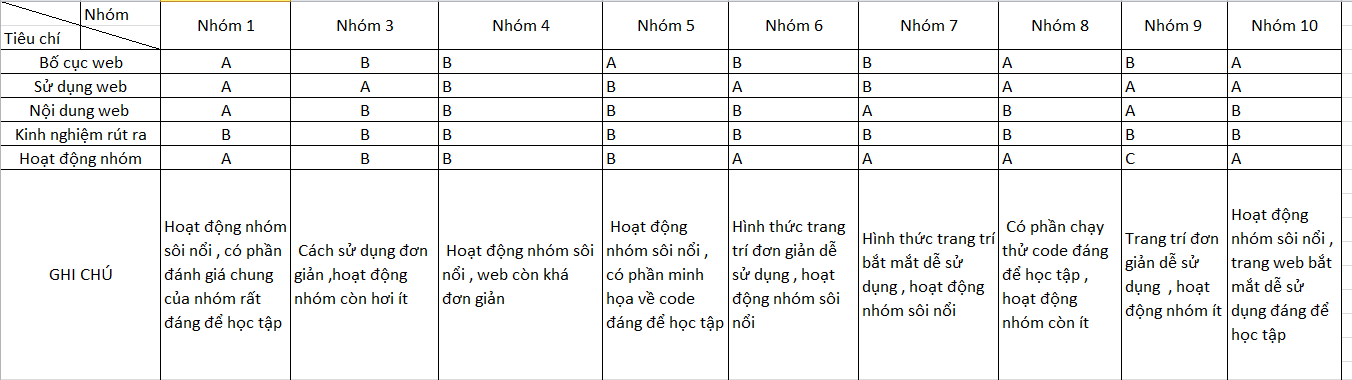 Nhóm
Tiêu chí
Nhóm 1 Nhóm 3 Nhóm 4 Nhóm 5 Nhóm 6 Nhóm 7 Nhóm 8 Nhóm 9 Nhóm 10
Bố cục web A B B A B B A B A
Sử dụng web A A B B A B A A A
Nội dung web A B B B B A B A B
Kinh nghiệm rút ra B B B B B B B B B
Hoạt động nhóm A B B B A A A C A
GHI CHÚ
Hoạt động nhóm
sôi nổi , có phần
đánh giá chung
của nhóm rất
đáng để học tập
Cách sử dụng đơn
giản ,hoạt động
nhóm còn hơi ít
Hoạt động nhóm sôi
nổi , web còn khá
đơn giản
Hoạt động
nhóm sôi nổi ,
có phần minh
họa về code
đáng để học tập
Hình thức trang
trí đơn giản dễ
sử dụng , hoạt
động nhóm sôi
nổi
Hình thức trang trí
bắt mắt dễ sử
dụng , hoạt động
nhóm sôi nổi
Có phần chạy
thử code đáng
để học tập ,
hoạt động
nhóm còn ít
Trang trí đơn
giản dễ sử
dụng , hoạt
động nhóm ít
Hoạt động
nhóm sôi nổi ,
trang web bắt
mắt dễ sử
dụng đáng để
học tập